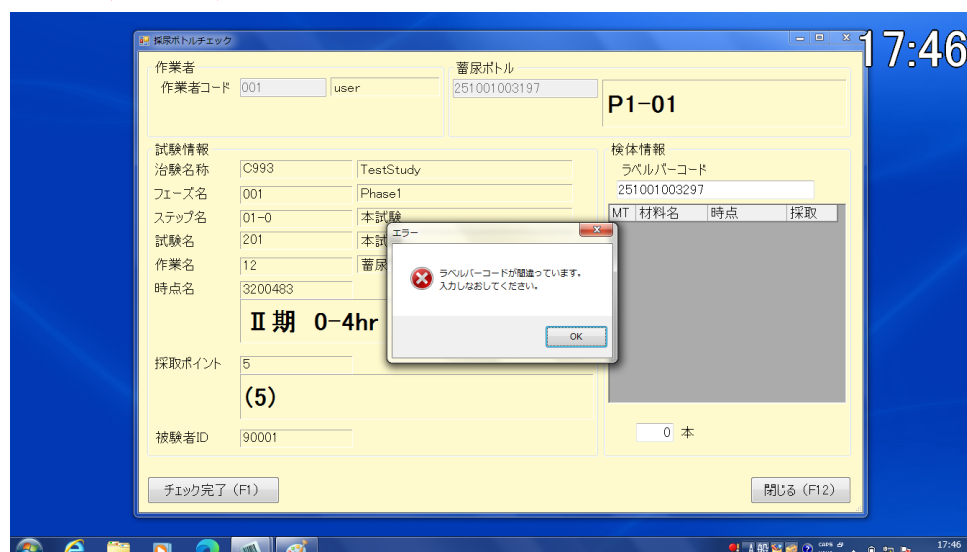 採尿ボトルチェック
17:46
作業者
作業者コード 001 user
蓄尿ボトル
251001003197
P1-01
試験情報
治験名称 C993 TestStudy
フェーズ名 001 Phase1
ステップ名 01-0 本試験
試験名 201 本試
作業名 12 蓄尿
時点名 3200483
Ⅱ期 0-4hr
採取ポイント 5
(5)
被験者ID 90001
検体情報
ラベルバーコード
251001003297
MT 材料名 時点 採取
0 本
エラー
ラベルバーコードが間違っています。
入力しなおしてください。
OK
チェック完了 (F1)
閉じる (F12)
A 般
CAPS
17:46